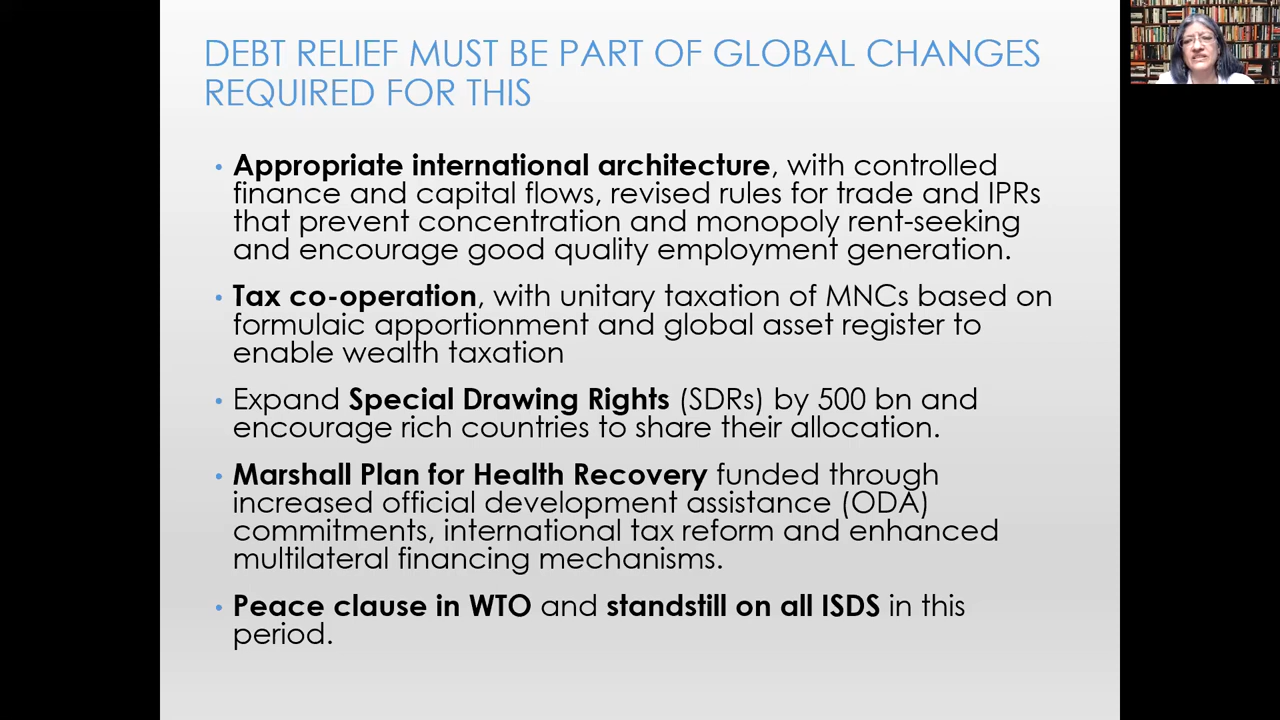 DEBT RELIEF MUST BE PART OF GLOBAL CHANGES
REQUIRED FOR THIS
• Appropriate international architecture, with controlled
finance and capital flows, revised rules for trade and IPRs
that prevent concentration and monopoly rent-seeking
and encourage good quality employment generation.
• Tax co-operation, with unitary taxation of MNCs based on
formulaic apportionment and global asset register to
enable wealth taxation
• Expand Special Drawing Rights (SDRs) by 500 bn and
encourage rich countries to share their allocation.
• Marshall Plan for Health Recovery funded through
increased official development assistance (ODA)
commitments, international tax reform and enhanced
multilateral financing mechanisms.
• Peace clause in WTO and standstill on all ISDS in this
period.